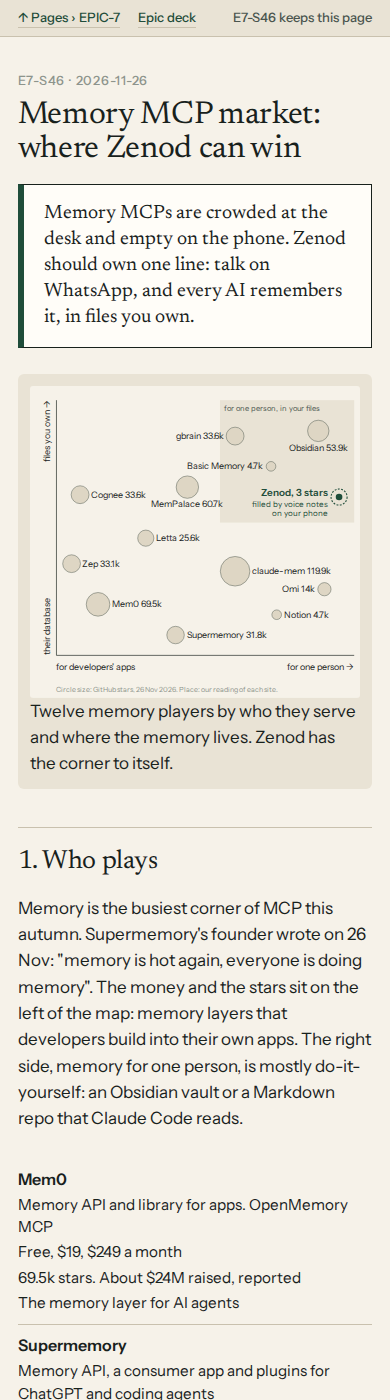 ↑ Pages › EPIC-7 Epic deck E7-S46 keeps this page
E7-S46 · 2026-11-26
Memory MCP market:
where Zenod can win
Memory MCPs are crowded at the
desk and empty on the phone. Zenod
should own one line: talk on
WhatsApp, and every AI remembers
it, in files you own.
files you own →
their database
for one person, in your files
gbrain 33.6k
Obsidian 53.9k
Basic Memory 4.7k
Cognee 33.6k
MemPalace 60.7k
Zenod, 3 stars
filled by voice notes
on your phone
Letta 25.6k
Zep 33.1k
claude-mem 119.9k
Omi 14k
Mem0 69.5k
Notion 4.7k
Supermemory 31.8k
for developers' apps
for one person →
Circle size: GitHub stars, 26 Nov 2026. Place: our reading of each site.
Twelve memory players by who they serve
and where the memory lives. Zenod has
the corner to itself.
1. Who plays
Memory is the busiest corner of MCP this
autumn. Supermemory's founder wrote on 26
Nov: "memory is hot again, everyone is doing
memory". The money and the stars sit on the
left of the map: memory layers that
developers build into their own apps. The right
side, memory for one person, is mostly do-it-
yourself: an Obsidian vault or a Markdown
repo that Claude Code reads.
Mem0
Memory API and library for apps. OpenMemory
MCP
Free, $19, $249 a month
69.5k stars. About $24M raised, reported
The memory layer for AI agents
Supermemory
Memory API, a consumer app and plugins for
ChatGPT and coding agents